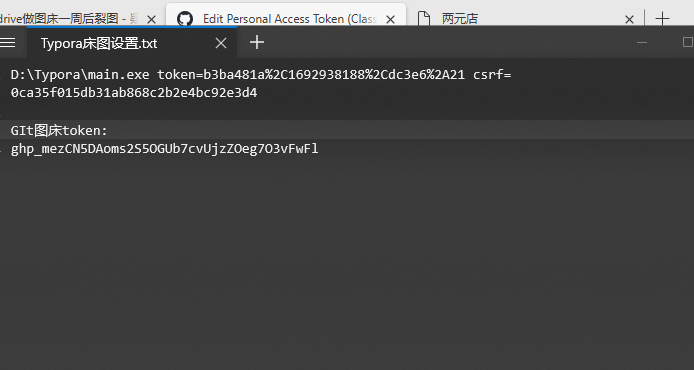 drive做图床一周后裂图 -
Edit Personal Access Token (Class
两元店
Typora床图设置.txt
D:\Typora\main.exe token=b3ba481a%2C1692938188%2Cdc3e6%2A21 csrf=
0ca35f015db31ab868c2b2e4bc92e3d4
GIt图床token:
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